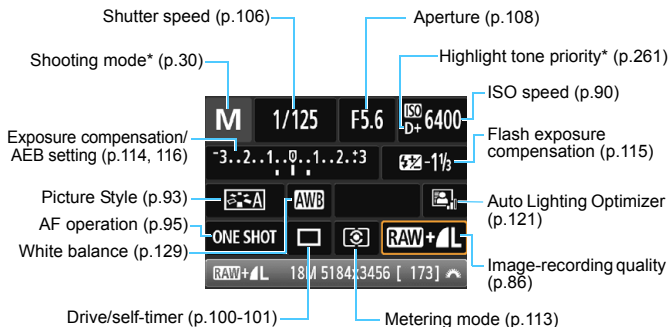 Shutter speed (p.106)
Aperture (p.108)
Shooting mode* (p.30)
Highlight tone priority* (p.261)
ISO speed (p.90)
M 1/125 F5.6 ISO D+ 6400
Exposure compensation/
AEB setting (p.114, 116)
-3..2..1..0..1..2.:3
-1⅓
Flash exposure
compensation (p.115)
Picture Style (p.93)
A
AWB
Auto Lighting Optimizer
(p.121)
AF operation (p.95)
ONE SHOT
RAW+L
White balance (p.129)
Image-recording quality
(p.86)
RAW+L 18M 5184x3456 [ 173]
Drive/self-timer (p.100-101)
Metering mode (p.113)